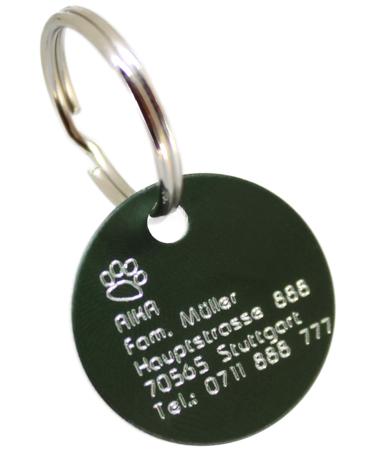 AIKA
Fam. Müller
Hauptstrasse 888
70565 Stuttgart
Tel.: 0711 888 777